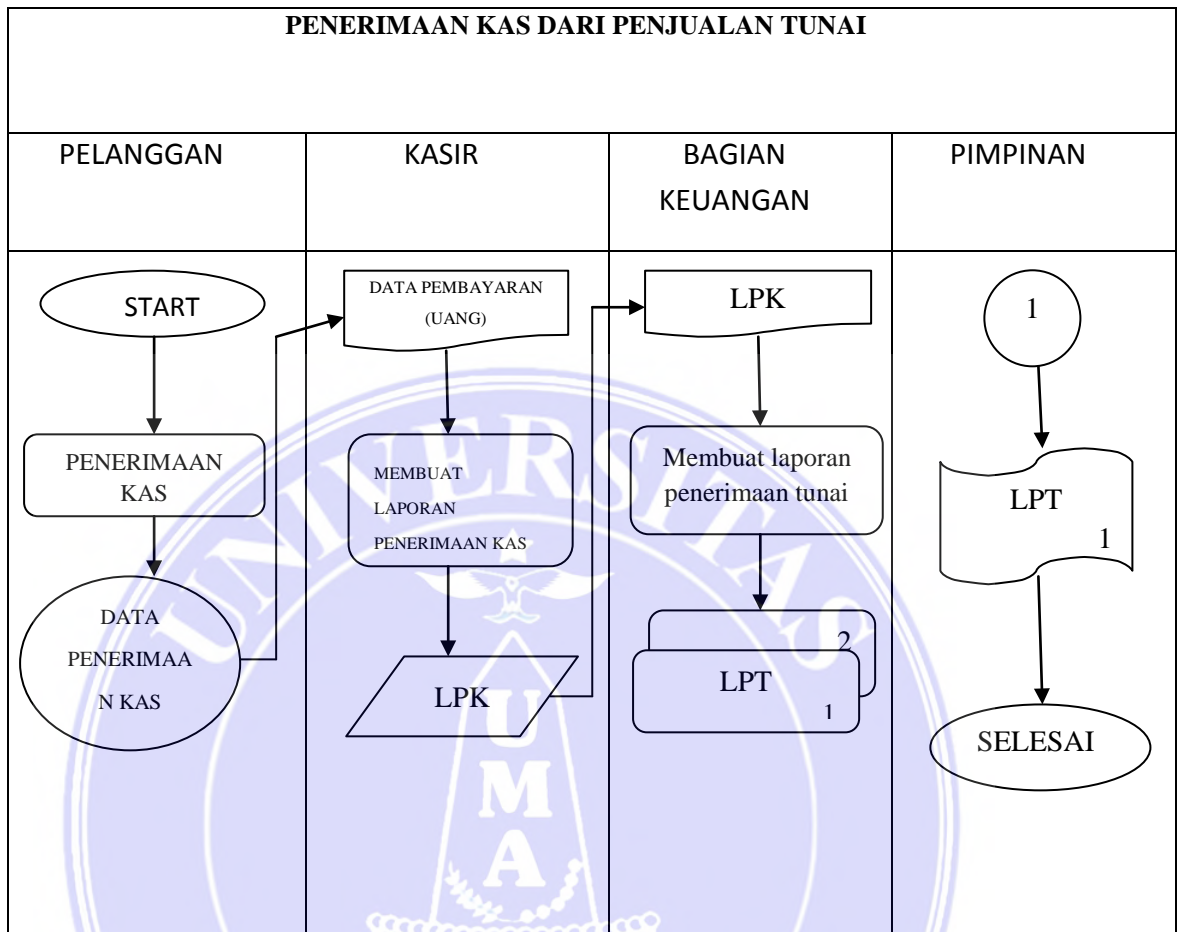 PENERIMAAN KAS DARI PENJUALAN TUNAI
PELANGGAN
KASIR
BAGIAN
KEUANGAN
PIMPINAN
START
PENERIMAAN
KAS
DATA
PENERIMAA
N KAS
DATA PEMBAYARAN
(UANG)
MEMBUAT
LAPORAN
PENERIMAAN KAS
LPK
LPK
Membuat laporan
penerimaan tunai
2
LPT
1
1
LPT
1
SELESAI
UNIVERSITAS
U
M
A